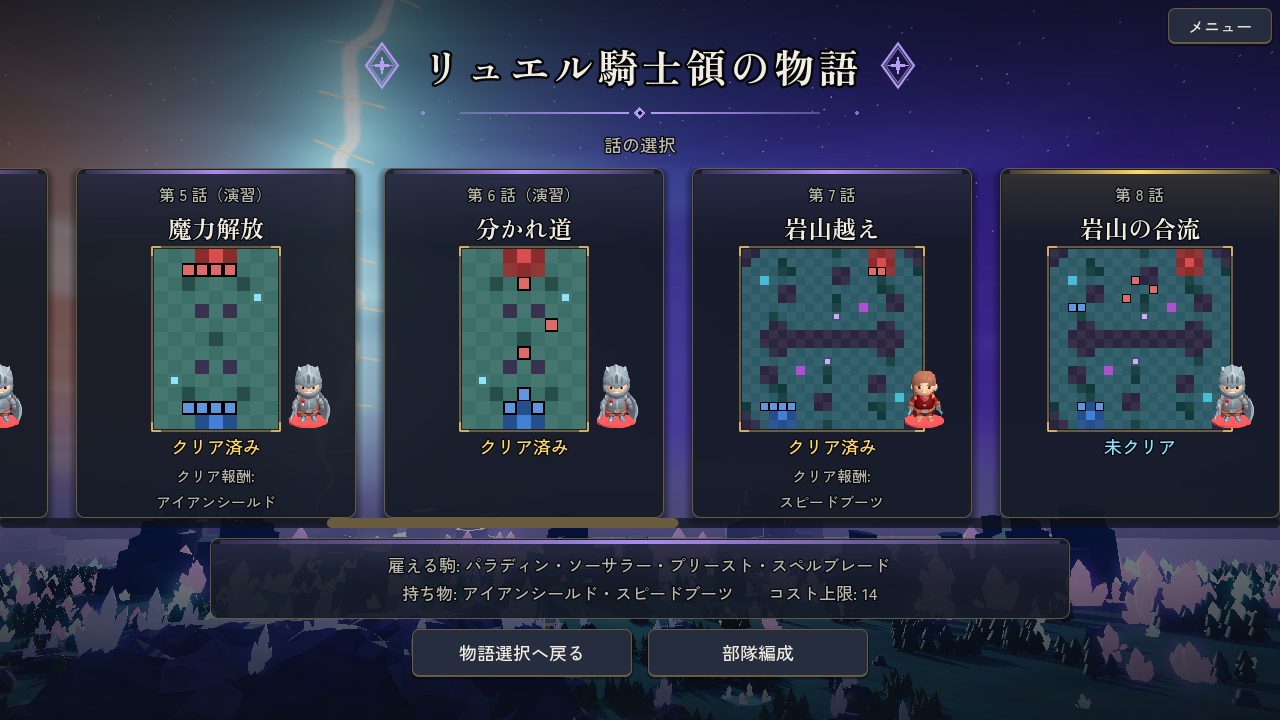 メニュー
リュエル騎士領の物語
話の選択
第5話（演習）
魔力解放
クリア済み
クリア報酬:
アイアンシールド
第6話（演習）
分かれ道
クリア済み
第7話
岩山越え
クリア済み
クリア報酬:
スピードブーツ
第8話
岩山の合流
未クリア
雇える駒: パラディン・ソーサラー・プリースト・スペルブレード
持ち物: アイアンシールド・スピードブーツ　　コスト上限: 14
物語選択へ戻る
部隊編成